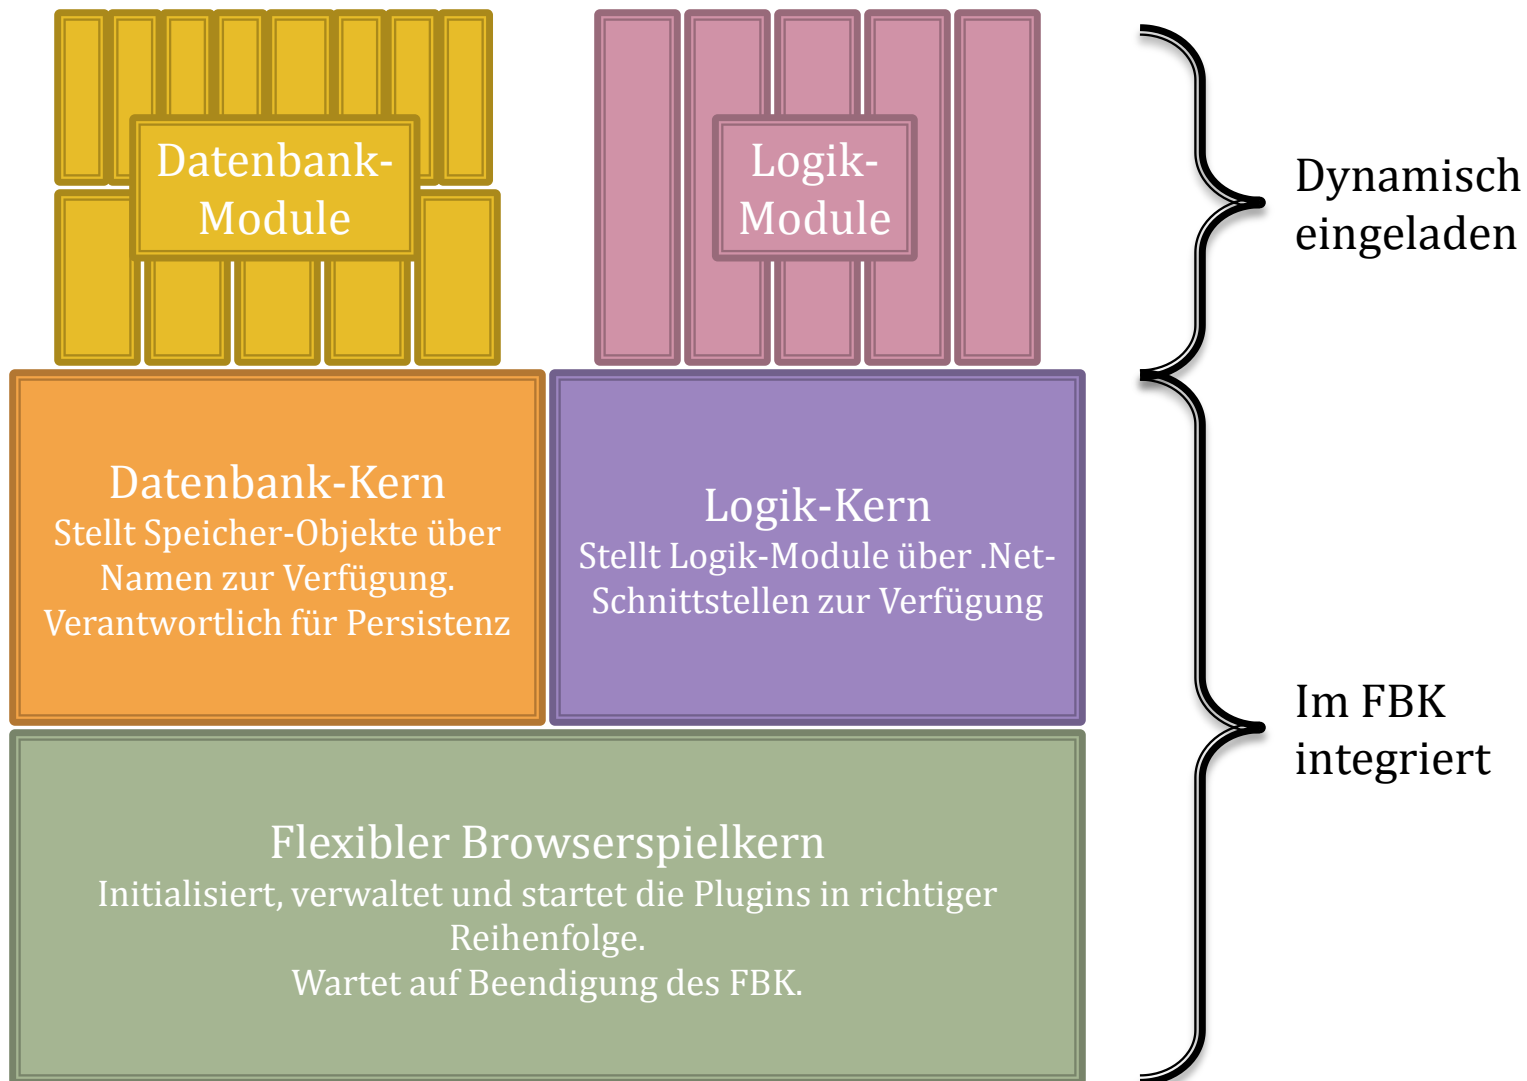 Datenbank-
Module
Logik-
Module
Dynamisch
eingeladen
Datenbank-Kern
Stellt Speicher-Objekte über
Namen zur Verfügung.
Verantwortlich für Persistenz
Logik-Kern
Stellt Logik-Module über .Net-
Schnittstellen zur Verfügung
Im FBK
integriert
Flexibler Browserspielkern
Initialisiert, verwaltet und startet die Plugins in richtiger
Reihenfolge.
Wartet auf Beendigung des FBK.